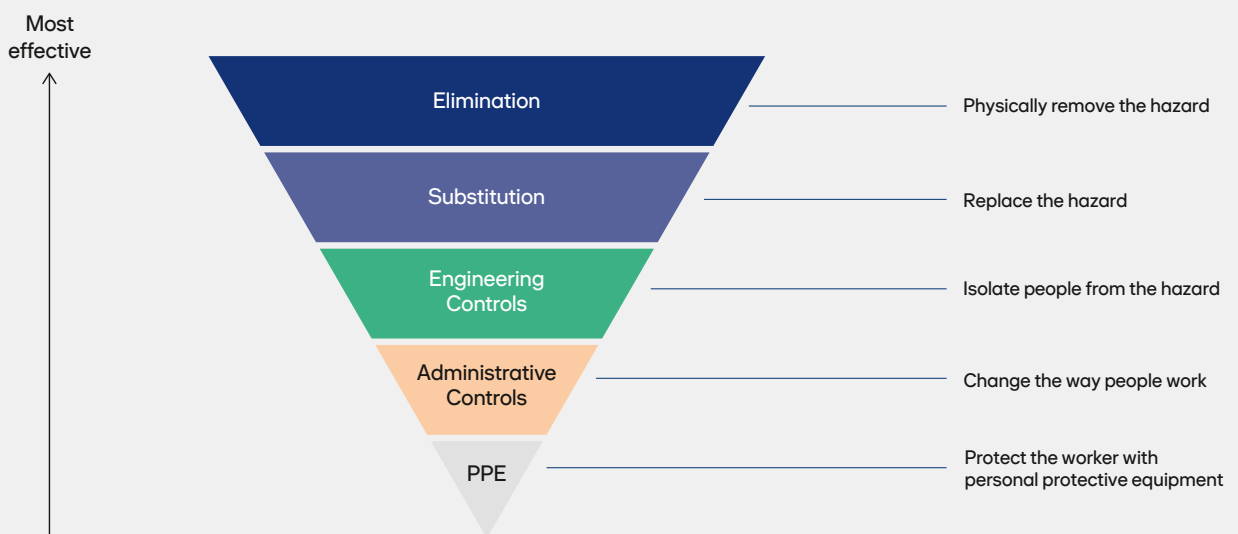 Most
effective
Elimination
Physically remove the hazard
Substitution
Replace the hazard
Engineering
Controls
Isolate people from the hazard
Administrative
Controls
Change the way people work
PPE
Protect the worker with
personal protective equipment